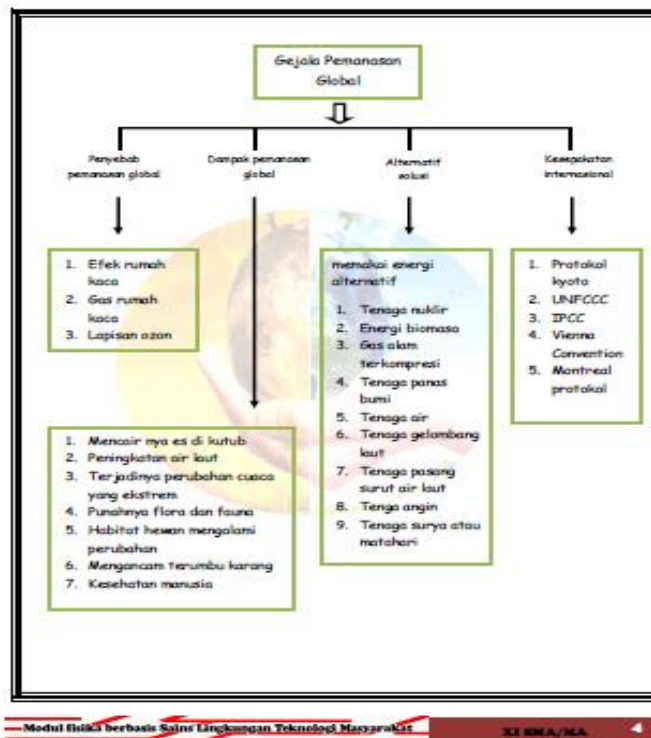 Gejala Pemanasan
Global
Penyebab
pemanasan global
Dampak pemanasan
global
Alternatif
solusi
Kesepakatan
internasional
1. Efek rumah
kaca
2. Gas rumah
kaca
3. Lapisan ozon
1. Mencair nya es di kutub
2. Peningkatan air laut
3. Terjadinya perubahan cuaca
yang ekstrem
4. Punahnya flora dan fauna
5. Habitat hewan mengalami
perubahan
6. Mengancam terumbu karang
7. Kesehatan manusia
memakai energi
alternatif
1. Tenaga nuklir
2. Energi biomasa
3. Gas alam
terkompresi
4. Tenaga panas
bumi
5. Tenaga air
6. Tenaga gelombang
laut
7. Tenaga pasang
surut air laut
8. Tenga angin
9. Tenaga surya atau
matahari
1. Protokol
kyoto
2. UNFCCC
3. IPCC
4. Vienna
Convention
5. Montreal
protokol
Modul fisika berbasis Sains Lingkungan Teknologi Masyarakat
XI SMA/MA 4